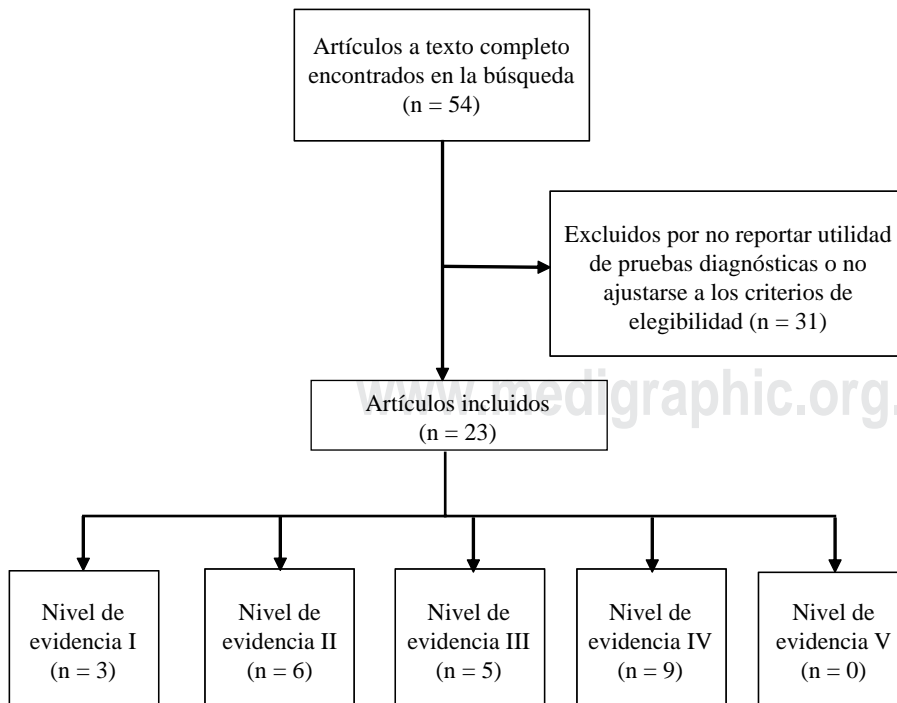 Artículos a texto completo
encontrados en la búsqueda
(n = 54)
Excluidos por no reportar utilidad
de pruebas diagnósticas o no
ajustarse a los criterios de
elegibilidad (n = 31)
www.medigraphic.org.
Artículos incluidos
(n = 23)
Nivel de
evidencia I
(n = 3)
Nivel de
evidencia II
(n = 6)
Nivel de
evidencia III
(n = 5)
Nivel de
evidencia IV
(n = 9)
Nivel de
evidencia V
(n = 0)